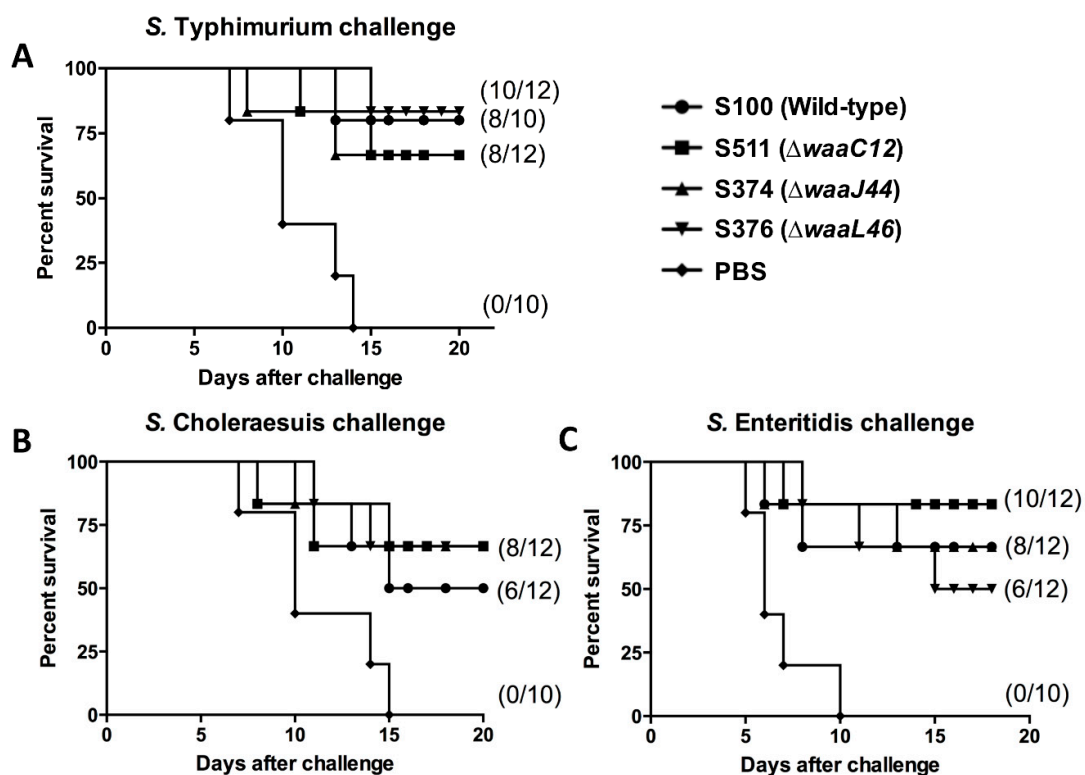 A
S. Typhimurium challenge
Percent survival
100
75
50
25
0
(10/12)
(8/10)
(8/12)
(0/10)
0 5 10 15 20
Days after challenge
S100 (Wild-type)
S511 (ΔwaaC12)
S374 (ΔwaaJ44)
S376 (ΔwaaL46)
PBS
B
S. Choleraesuis challenge
Percent survival
100
75
50
25
0
(8/12)
(6/12)
(0/10)
0 5 10 15 20
Days after challenge
C
S. Enteritidis challenge
Percent survival
100
75
50
25
0
(10/12)
(8/12)
(6/12)
(0/10)
0 5 10 15 20
Days after challenge